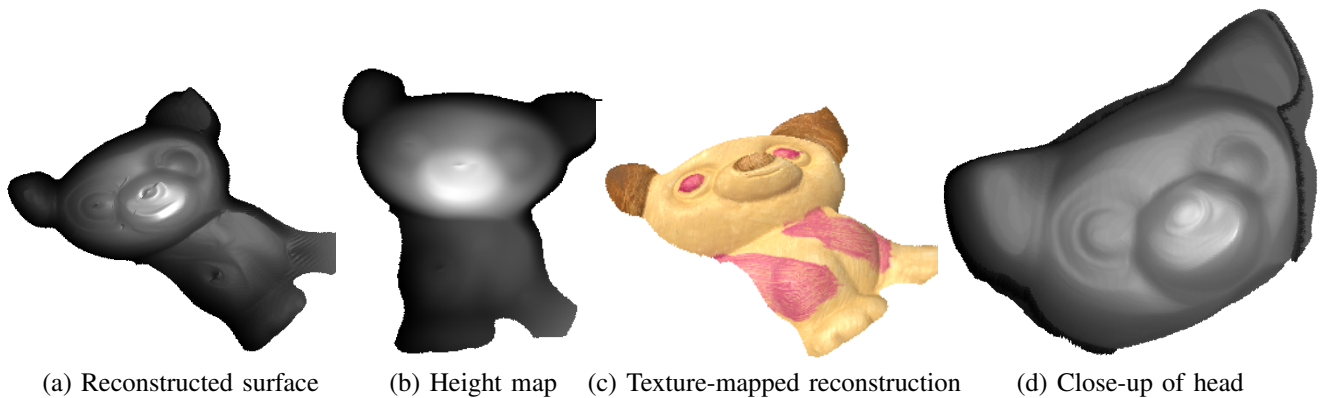 (a) Reconstructed surface
(b) Height map
(c) Texture-mapped reconstruction
(d) Close-up of head